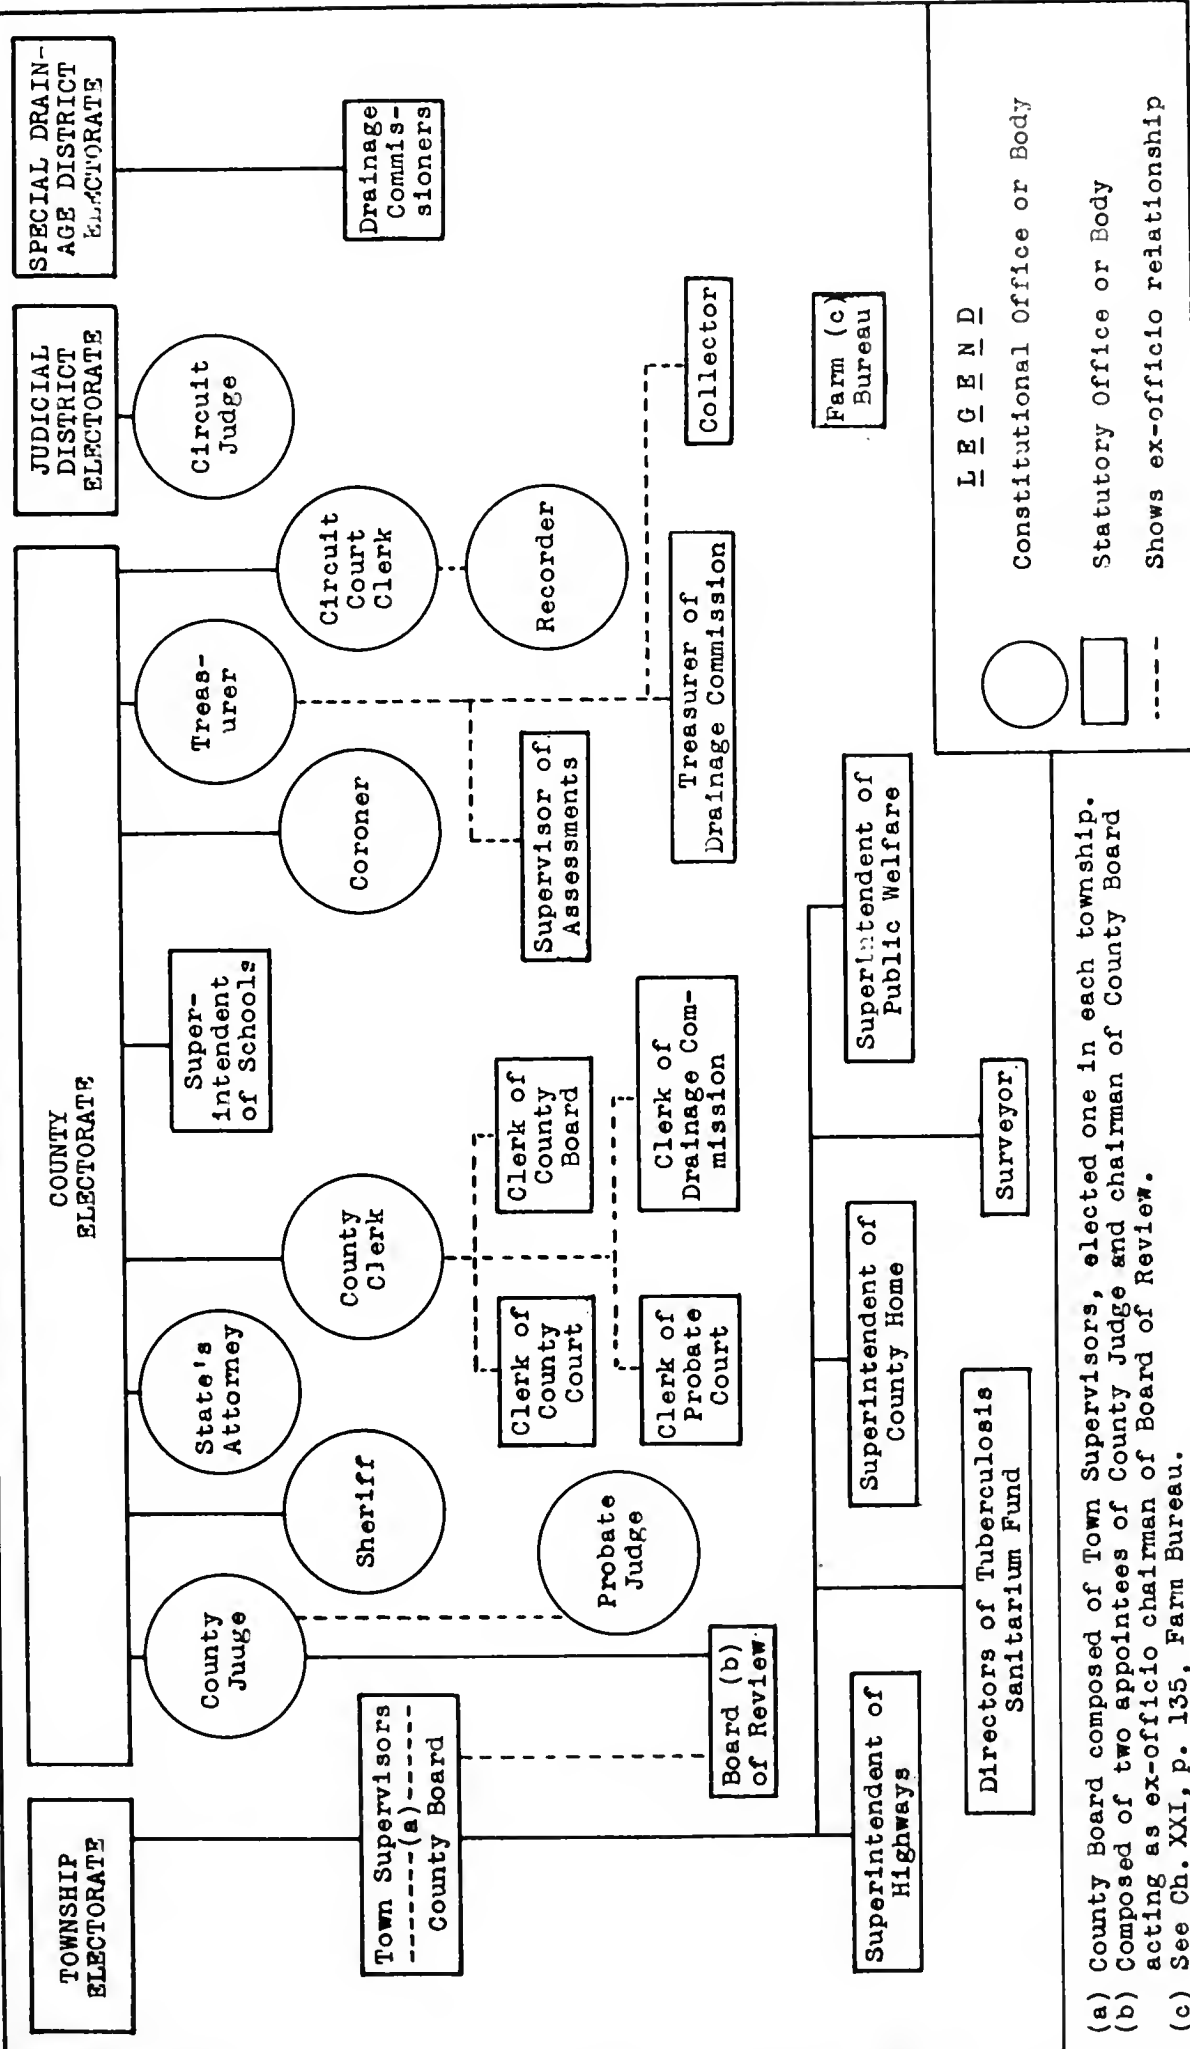 TOWNSHIP
ELECTORATE
COUNTY
ELECTORATE
JUDICIAL
DISTRICT
ELECTORATE
SPECIAL DRAIN-
AGE DISTRICT
ELECTORATE
County
Judge
Sheriff
State's
Attorney
County
Clerk
Super-
intendent
of Schools
Coroner
Treas-
urer
Circuit
Court
Clerk
Recorder
Circuit
Judge
Drainage
Commis-
sioners
Town Supervisors
------(a)------
County Board
Probate
Judge
Clerk of
County
Court
Clerk of
County
Board
Clerk of
Probate
Court
Clerk of
Drainage Com-
mission
Supervisor of
Assessments
Treasurer of
Drainage Commission
Collector
Board (b)
of Review
Farm (c)
Bureau
Superintendent of
Highways
Superintendent of
County Home
Superintendent of
Public Welfare
Directors of Tuberculosis
Sanitarium Fund
Surveyor
LEGEND
Constitutional Office or Body
Statutory Office or Body
Shows ex-officio relationship
(a) County Board composed of Town Supervisors, elected one in each township.
(b) Composed of two appointees of County Judge and chairman of County Board
acting as ex-officio chairman of Board of Review.
(c) See Ch. XXI, p. 135, Farm Bureau.